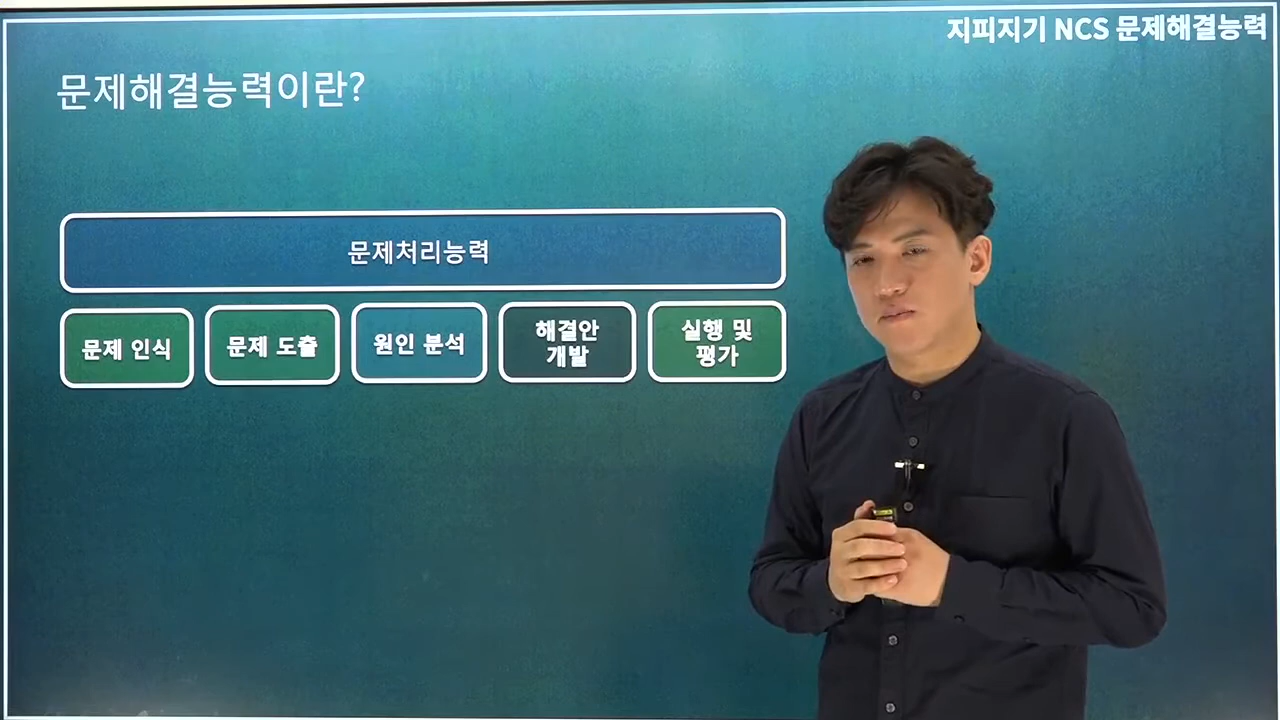 지피지기 NCS 문제해결능력
문제해결능력이란?
문제처리능력
문제 인식
문제 도출
원인 분석
해결안
개발
실행 및
평가